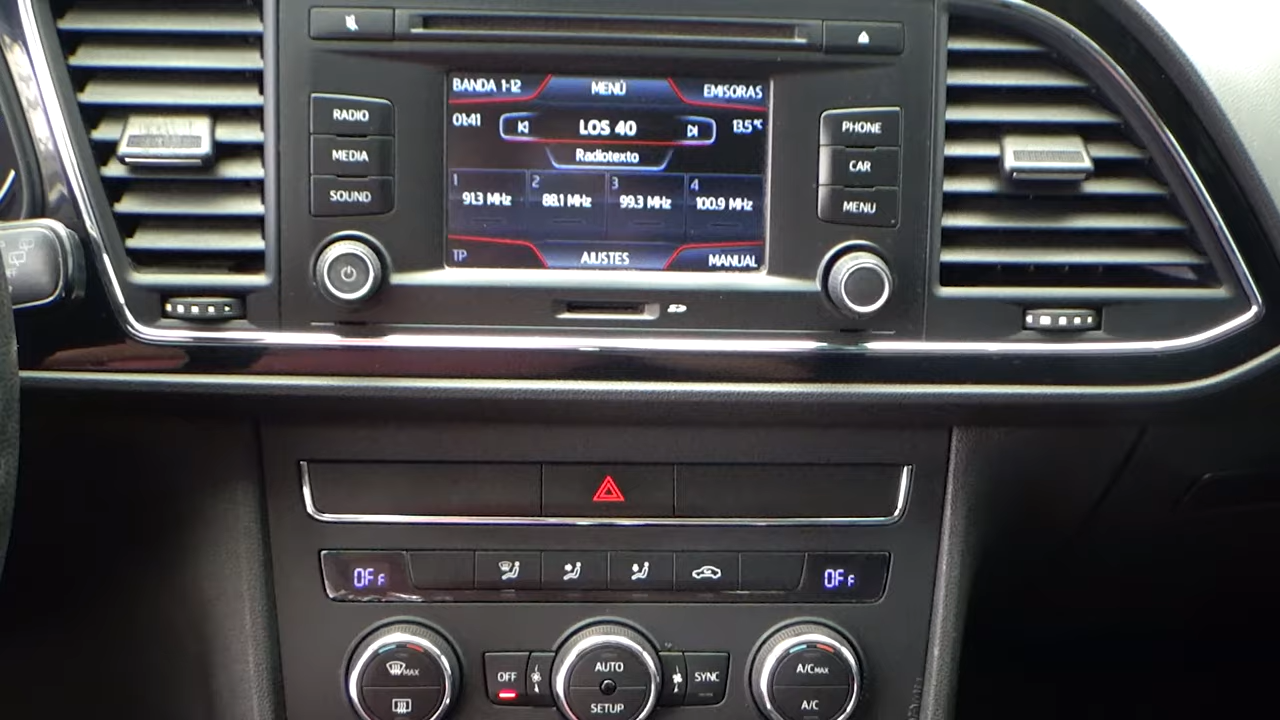 BANDA 1-12 MENÚ EMISORAS
01:41 LOS 40 13.5°C
Radiotexto
RADIO
MEDIA
SOUND
PHONE
CAR
MENU
1 2 3 4
91.3 MHz 88.1 MHz 99.3 MHz 100.9 MHz
TP AJUSTES MANUAL
SD
OFF OFF
MAX OFF AUTO SYNC A/C MAX
SETUP A/C